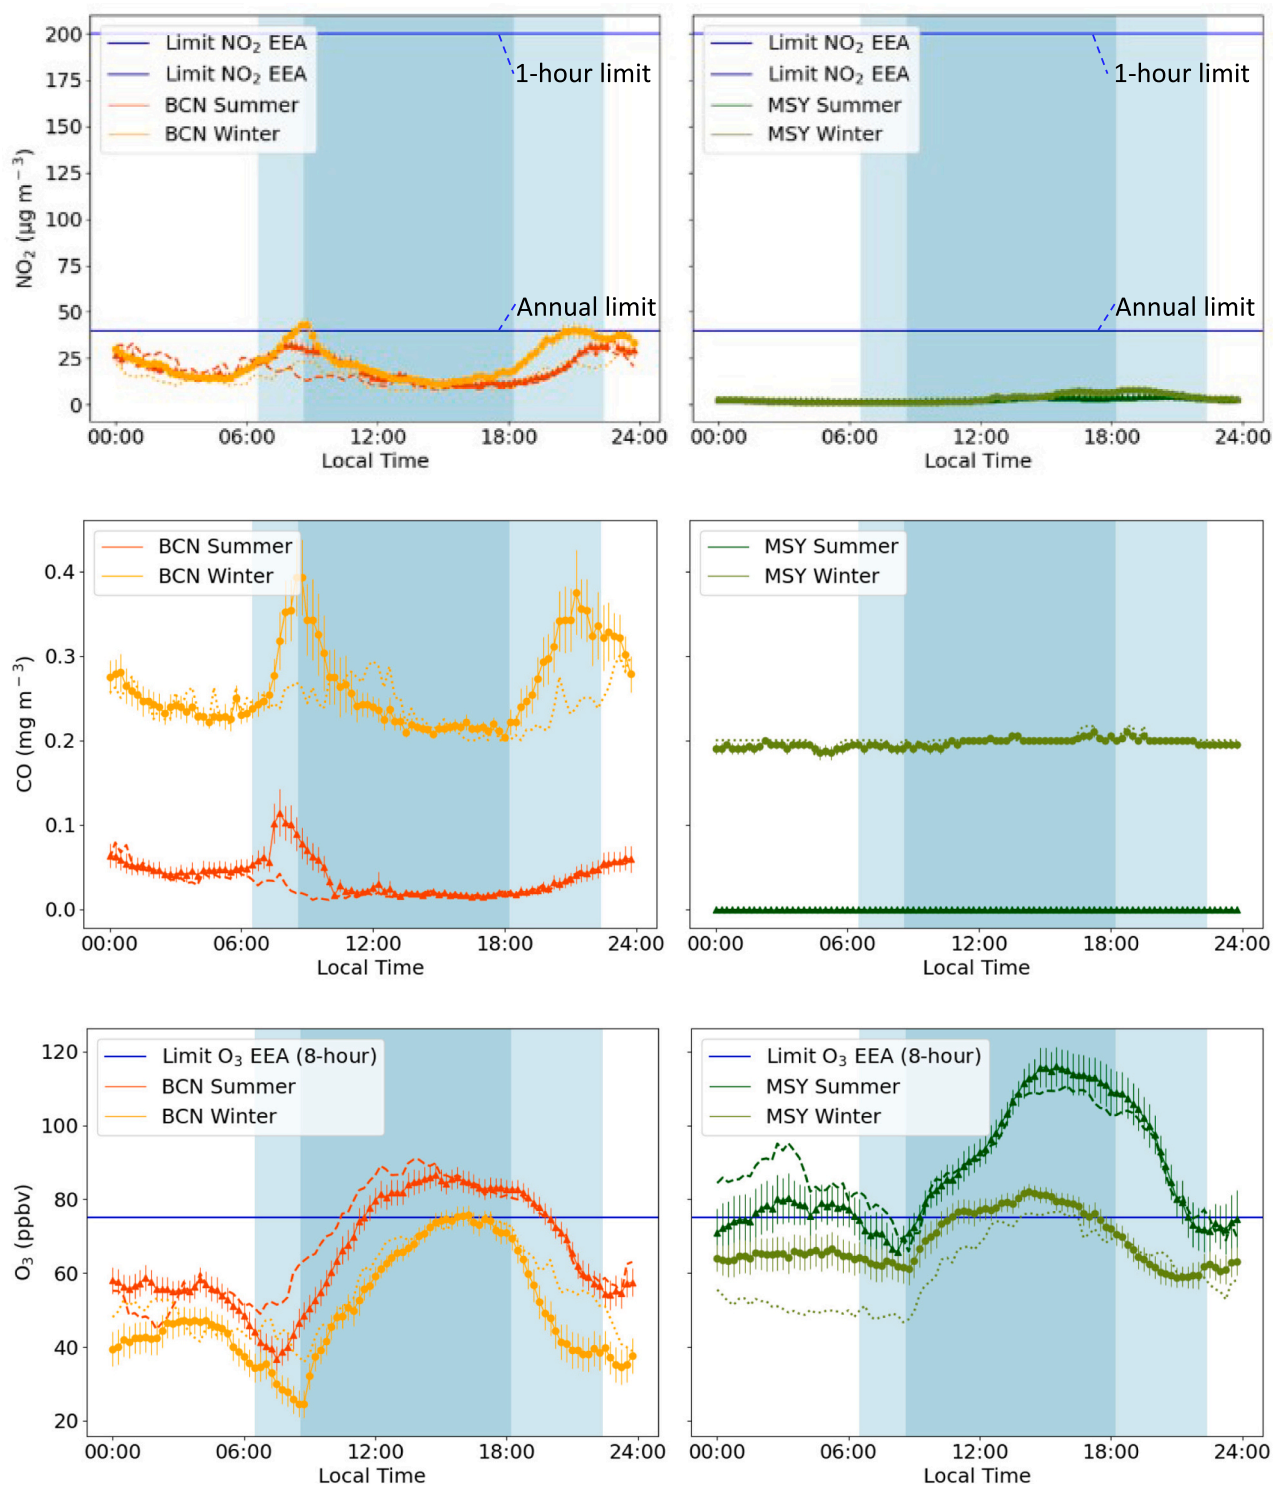 NO₂ (μg m⁻³)
200
175
150
125
100
75
50
25
0
Limit NO₂ EEA
Limit NO₂ EEA
BCN Summer
BCN Winter
1-hour limit
Annual limit
00:00 06:00 12:00 18:00 24:00
Local Time
Limit NO₂ EEA
Limit NO₂ EEA
MSY Summer
MSY Winter
1-hour limit
Annual limit
00:00 06:00 12:00 18:00 24:00
Local Time
CO (mg m⁻³)
0.4
0.3
0.2
0.1
0.0
BCN Summer
BCN Winter
00:00 06:00 12:00 18:00 24:00
Local Time
MSY Summer
MSY Winter
00:00 06:00 12:00 18:00 24:00
Local Time
O₃ (ppbv)
120
100
80
60
40
20
Limit O₃ EEA (8-hour)
BCN Summer
BCN Winter
00:00 06:00 12:00 18:00 24:00
Local Time
Limit O₃ EEA (8-hour)
MSY Summer
MSY Winter
00:00 06:00 12:00 18:00 24:00
Local Time